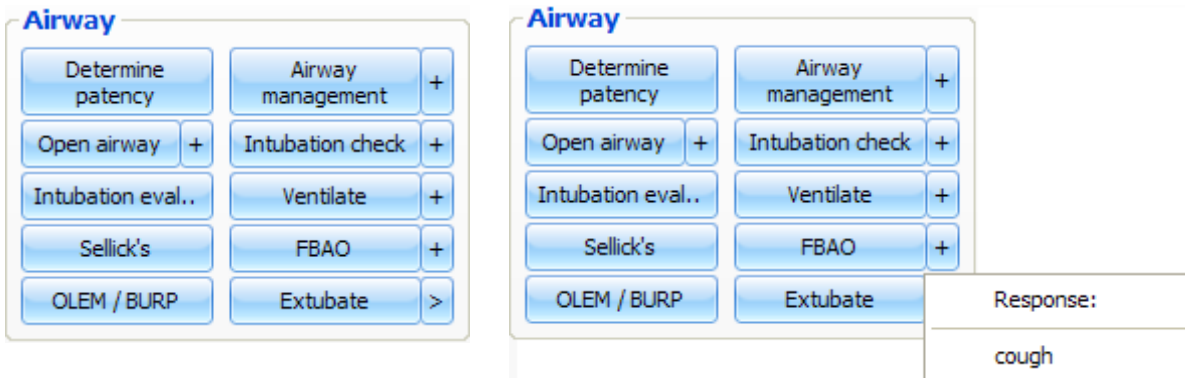 Airway
Determine patency
Airway management +
Open airway +
Intubation check +
Intubation eval..
Ventilate +
Sellick's
FBAO +
OLEM / BURP
Extubate >
Airway
Determine patency
Airway management +
Open airway +
Intubation check +
Intubation eval..
Ventilate +
Sellick's
FBAO +
OLEM / BURP
Extubate
Response:
cough